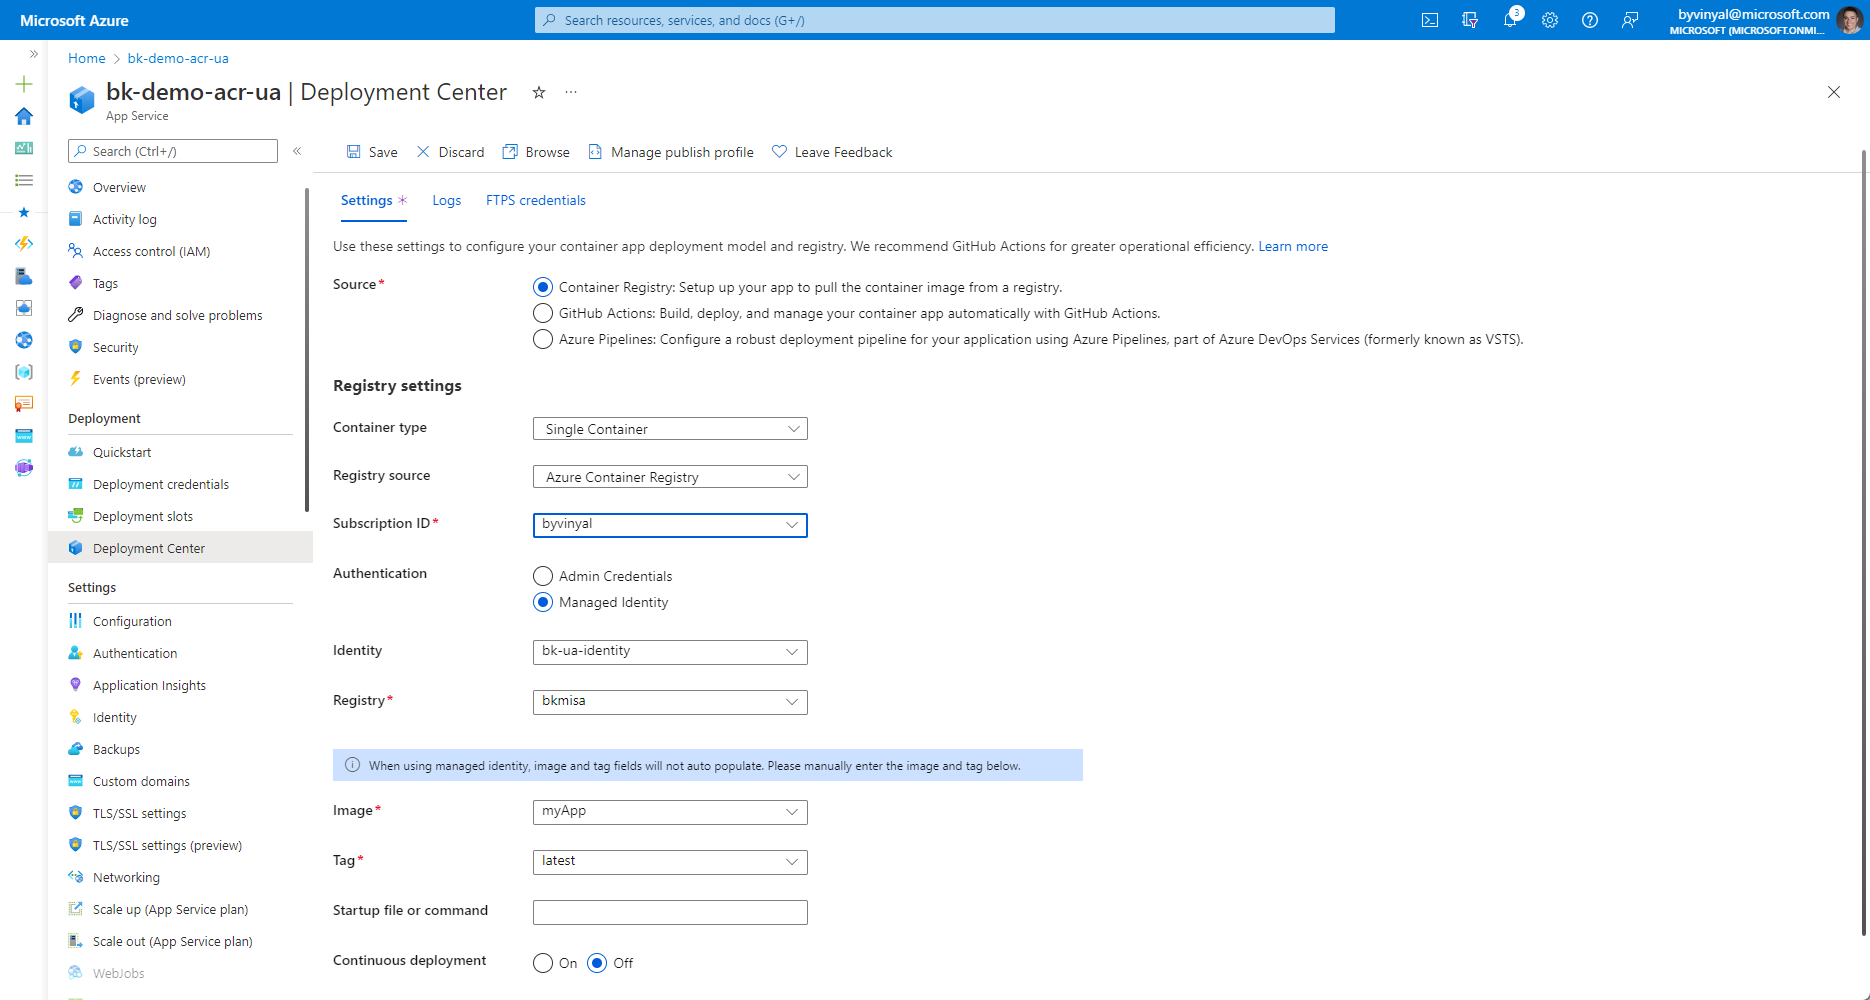 Microsoft Azure
Search resources, services, and docs (G+/)
3
byvinyal@microsoft.com
MICROSOFT (MICROSOFT.ONMI...
Home > bk-demo-acr-ua
bk-demo-acr-ua | Deployment Center
App Service
Search (Ctrl+/)
Overview
Activity log
Access control (IAM)
Tags
Diagnose and solve problems
Security
Events (preview)
Deployment
Quickstart
Deployment credentials
Deployment slots
Deployment Center
Settings
Configuration
Authentication
Application Insights
Identity
Backups
Custom domains
TLS/SSL settings
TLS/SSL settings (preview)
Networking
Scale up (App Service plan)
Scale out (App Service plan)
WebJobs
Save Discard Browse Manage publish profile Leave Feedback
Settings * Logs FTPS credentials
Use these settings to configure your container app deployment model and registry. We recommend GitHub Actions for greater operational efficiency. Learn more
Source*
Container Registry: Setup up your app to pull the container image from a registry.
GitHub Actions: Build, deploy, and manage your container app automatically with GitHub Actions.
Azure Pipelines: Configure a robust deployment pipeline for your application using Azure Pipelines, part of Azure DevOps Services (formerly known as VSTS).
Registry settings
Container type Single Container
Registry source Azure Container Registry
Subscription ID* byvinyal
Authentication
Admin Credentials
Managed Identity
Identity bk-ua-identity
Registry* bkmisa
When using managed identity, image and tag fields will not auto populate. Please manually enter the image and tag below.
Image* myApp
Tag* latest
Startup file or command
Continuous deployment On Off